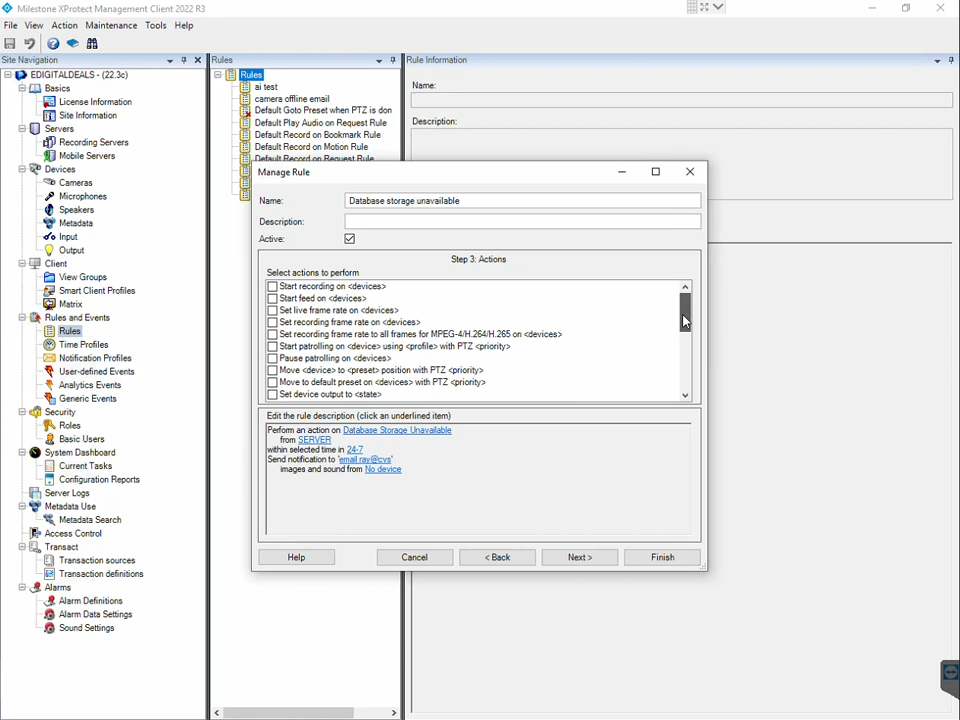 Milestone XProtect Management Client 2022 R3
File View Action Maintenance Tools Help
Site Navigation
EDIGITALDEALS - (22.3c)
Basics
License Information
Site Information
Servers
Recording Servers
Mobile Servers
Devices
Cameras
Microphones
Speakers
Metadata
Input
Output
Client
View Groups
Smart Client Profiles
Matrix
Rules and Events
Rules
Time Profiles
Notification Profiles
User-defined Events
Analytics Events
Generic Events
Security
Roles
Basic Users
System Dashboard
Current Tasks
Configuration Reports
Server Logs
Metadata Use
Metadata Search
Access Control
Transact
Transaction sources
Transaction definitions
Alarms
Alarm Definitions
Alarm Data Settings
Sound Settings
Rules
Rules
ai test
camera offline email
Default Goto Preset when PTZ is don
Default Play Audio on Request Rule
Default Record on Bookmark Rule
Default Record on Motion Rule
Default Record on Request Rule
Rule Information
Name:
Description:
Manage Rule
Name: Database storage unavailable
Description:
Active:
Step 3: Actions
Select actions to perform
Start recording on <devices>
Start feed on <devices>
Set live frame rate on <devices>
Set recording frame rate on <devices>
Set recording frame rate to all frames for MPEG-4/H.264/H.265 on <devices>
Start patrolling on <device> using <profile> with PTZ <priority>
Pause patrolling on <devices>
Move <device> to <preset> position with PTZ <priority>
Move to default preset on <devices> with PTZ <priority>
Set device output to <state>
Edit the rule description (click an underlined item)
Perform an action on Database Storage Unavailable
from SERVER
within selected time in 24-7
Send notification to 'email ray@cvs'
images and sound from No device
Help Cancel < Back Next > Finish